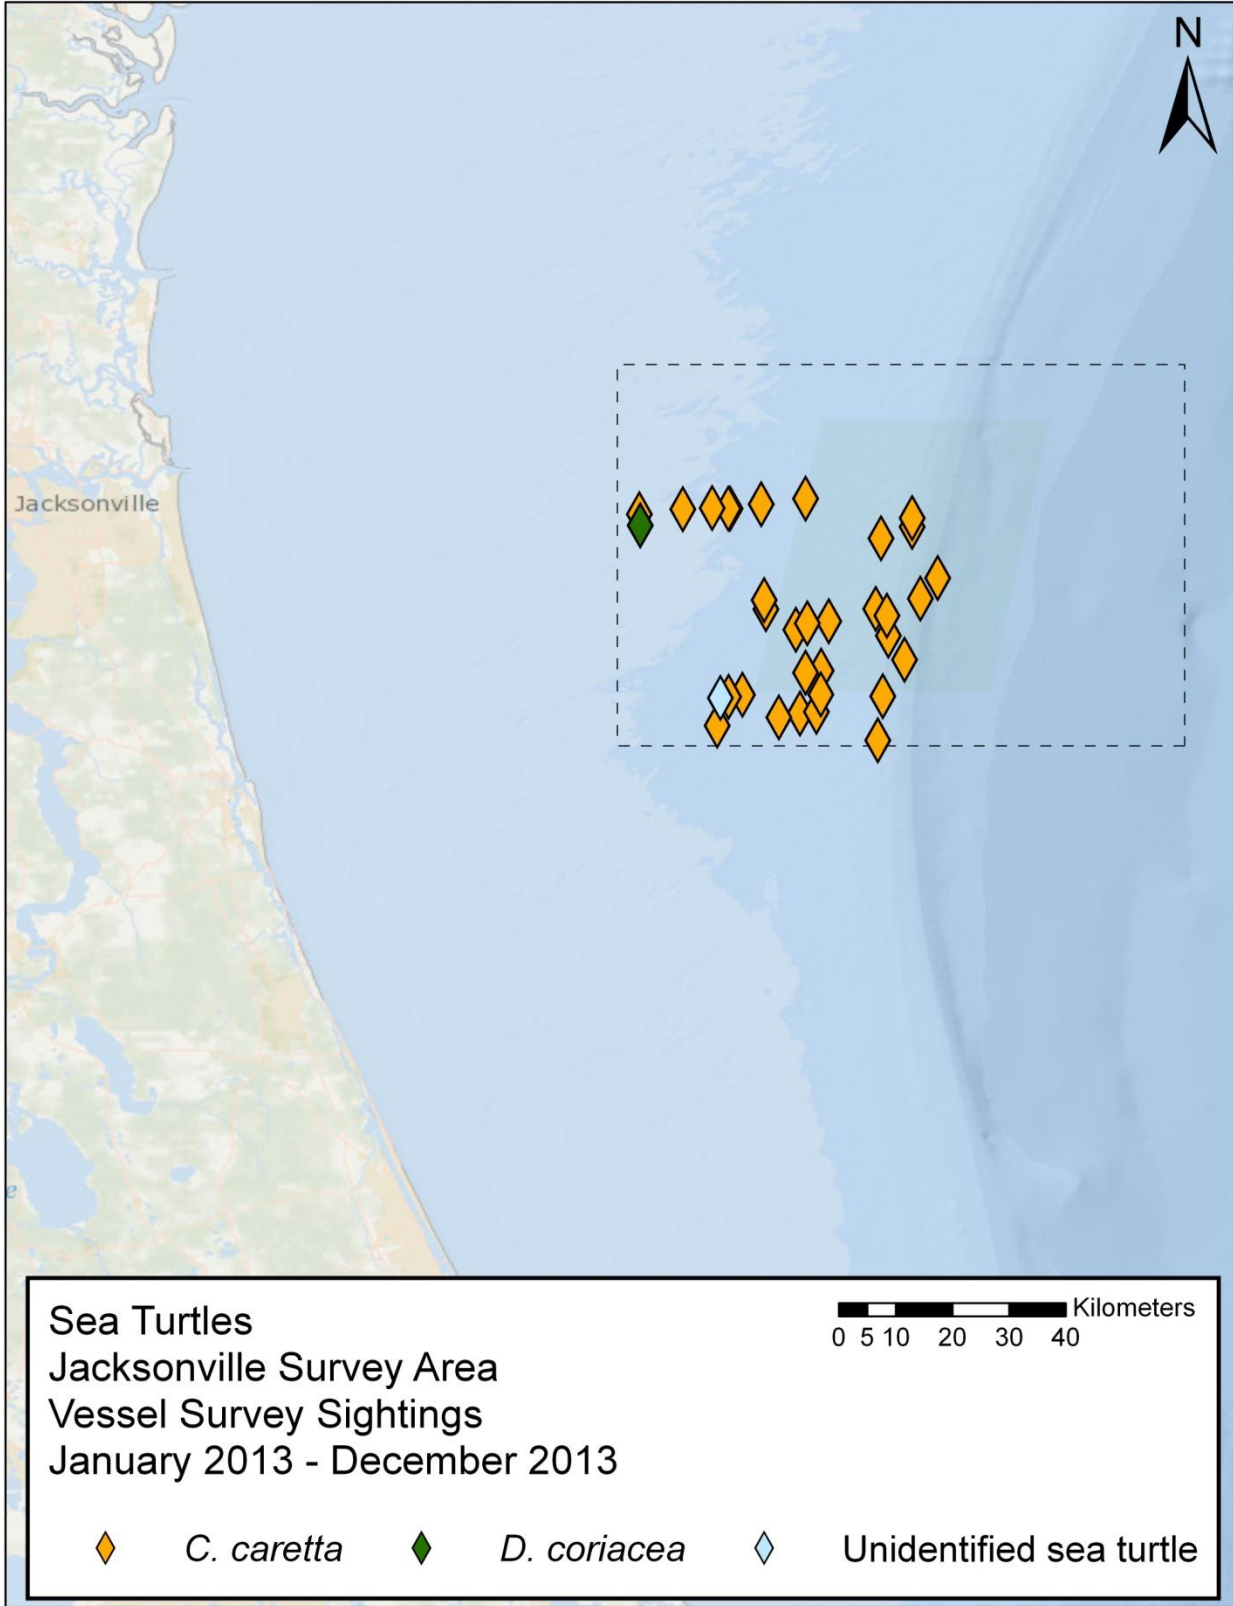 N
Jacksonville
e
Sea Turtles
Jacksonville Survey Area
Vessel Survey Sightings
January 2013 - December 2013
Kilometers
0 5 10 20 30 40
C. caretta D. coriacea Unidentified sea turtle